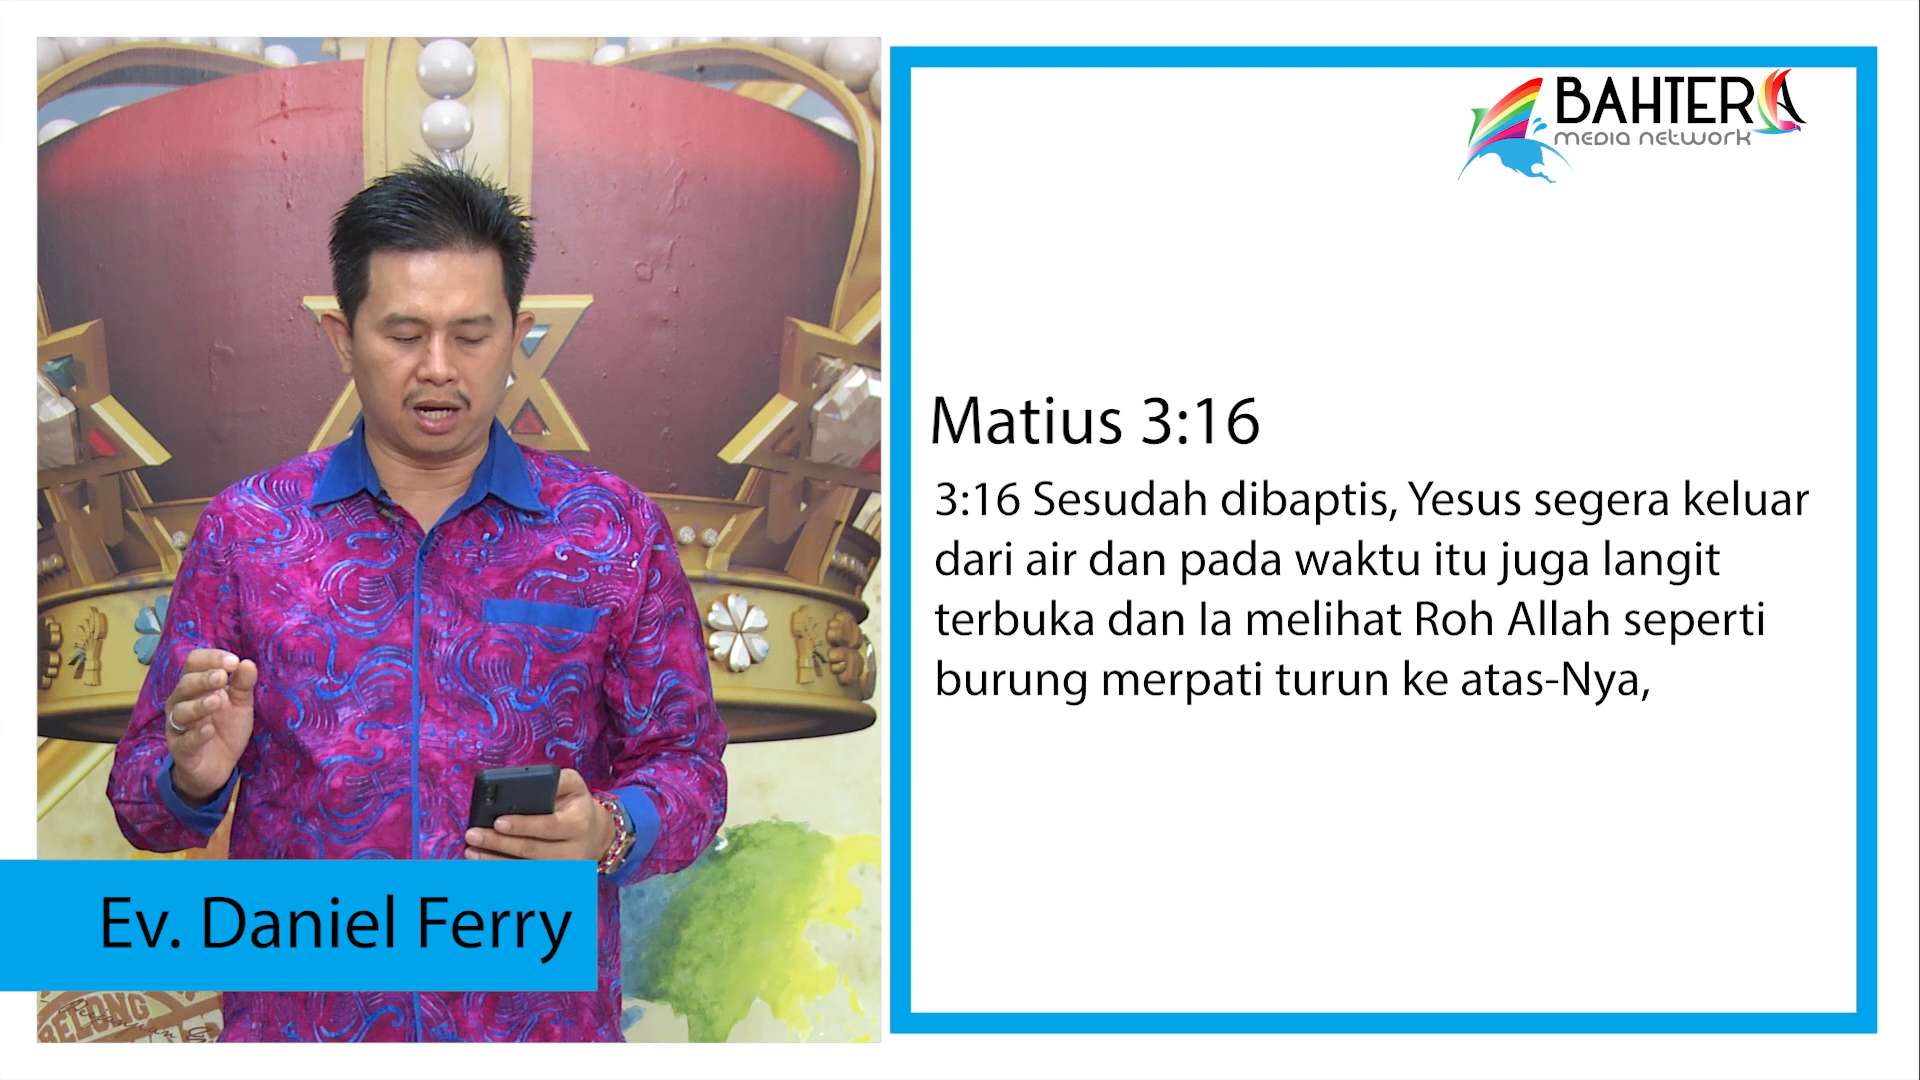 BAHTERA
MEDIA NETWORK
Matius 3:16
3:16 Sesudah dibaptis, Yesus segera keluar
dari air dan pada waktu itu juga langit
terbuka dan Ia melihat Roh Allah seperti
burung merpati turun ke atas-Nya,
Ev. Daniel Ferry
ELONG